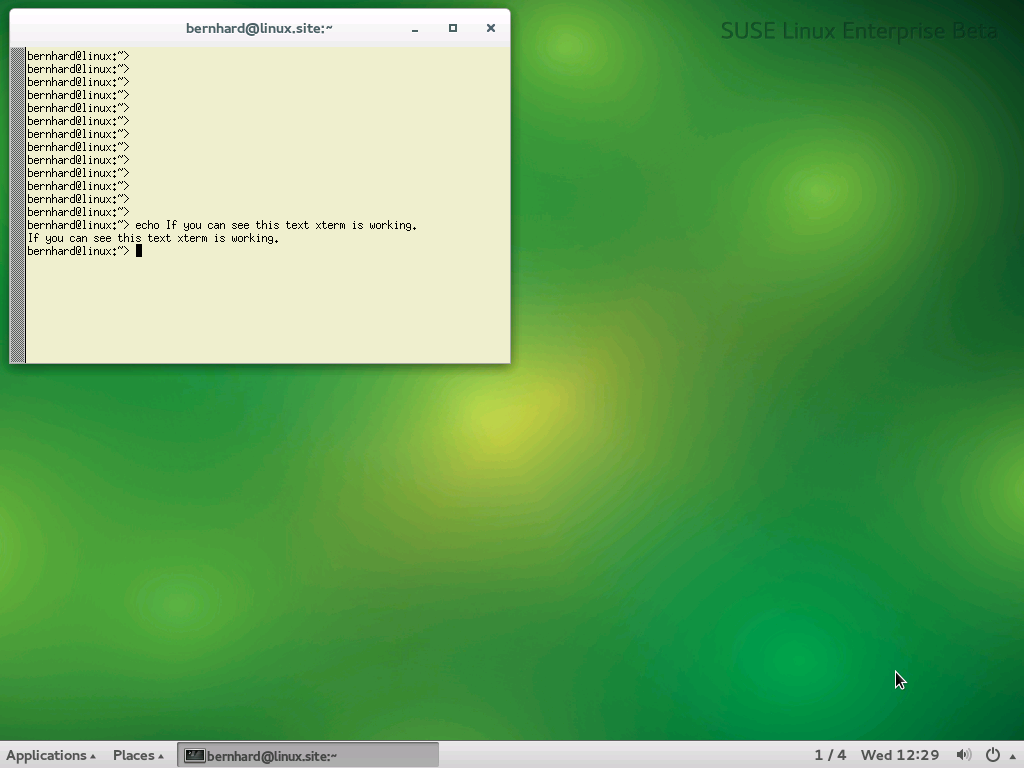 bernhard@linux.site:~
SUSE Linux Enterprise Beta
bernhard@linux:~>
bernhard@linux:~>
bernhard@linux:~>
bernhard@linux:~>
bernhard@linux:~>
bernhard@linux:~>
bernhard@linux:~>
bernhard@linux:~>
bernhard@linux:~>
bernhard@linux:~>
bernhard@linux:~>
bernhard@linux:~>
bernhard@linux:~>
bernhard@linux:~> echo If you can see this text xterm is working.
If you can see this text xterm is working.
bernhard@linux:~>
Applications Places bernhard@linux.site:~ 1 / 4 Wed 12:29